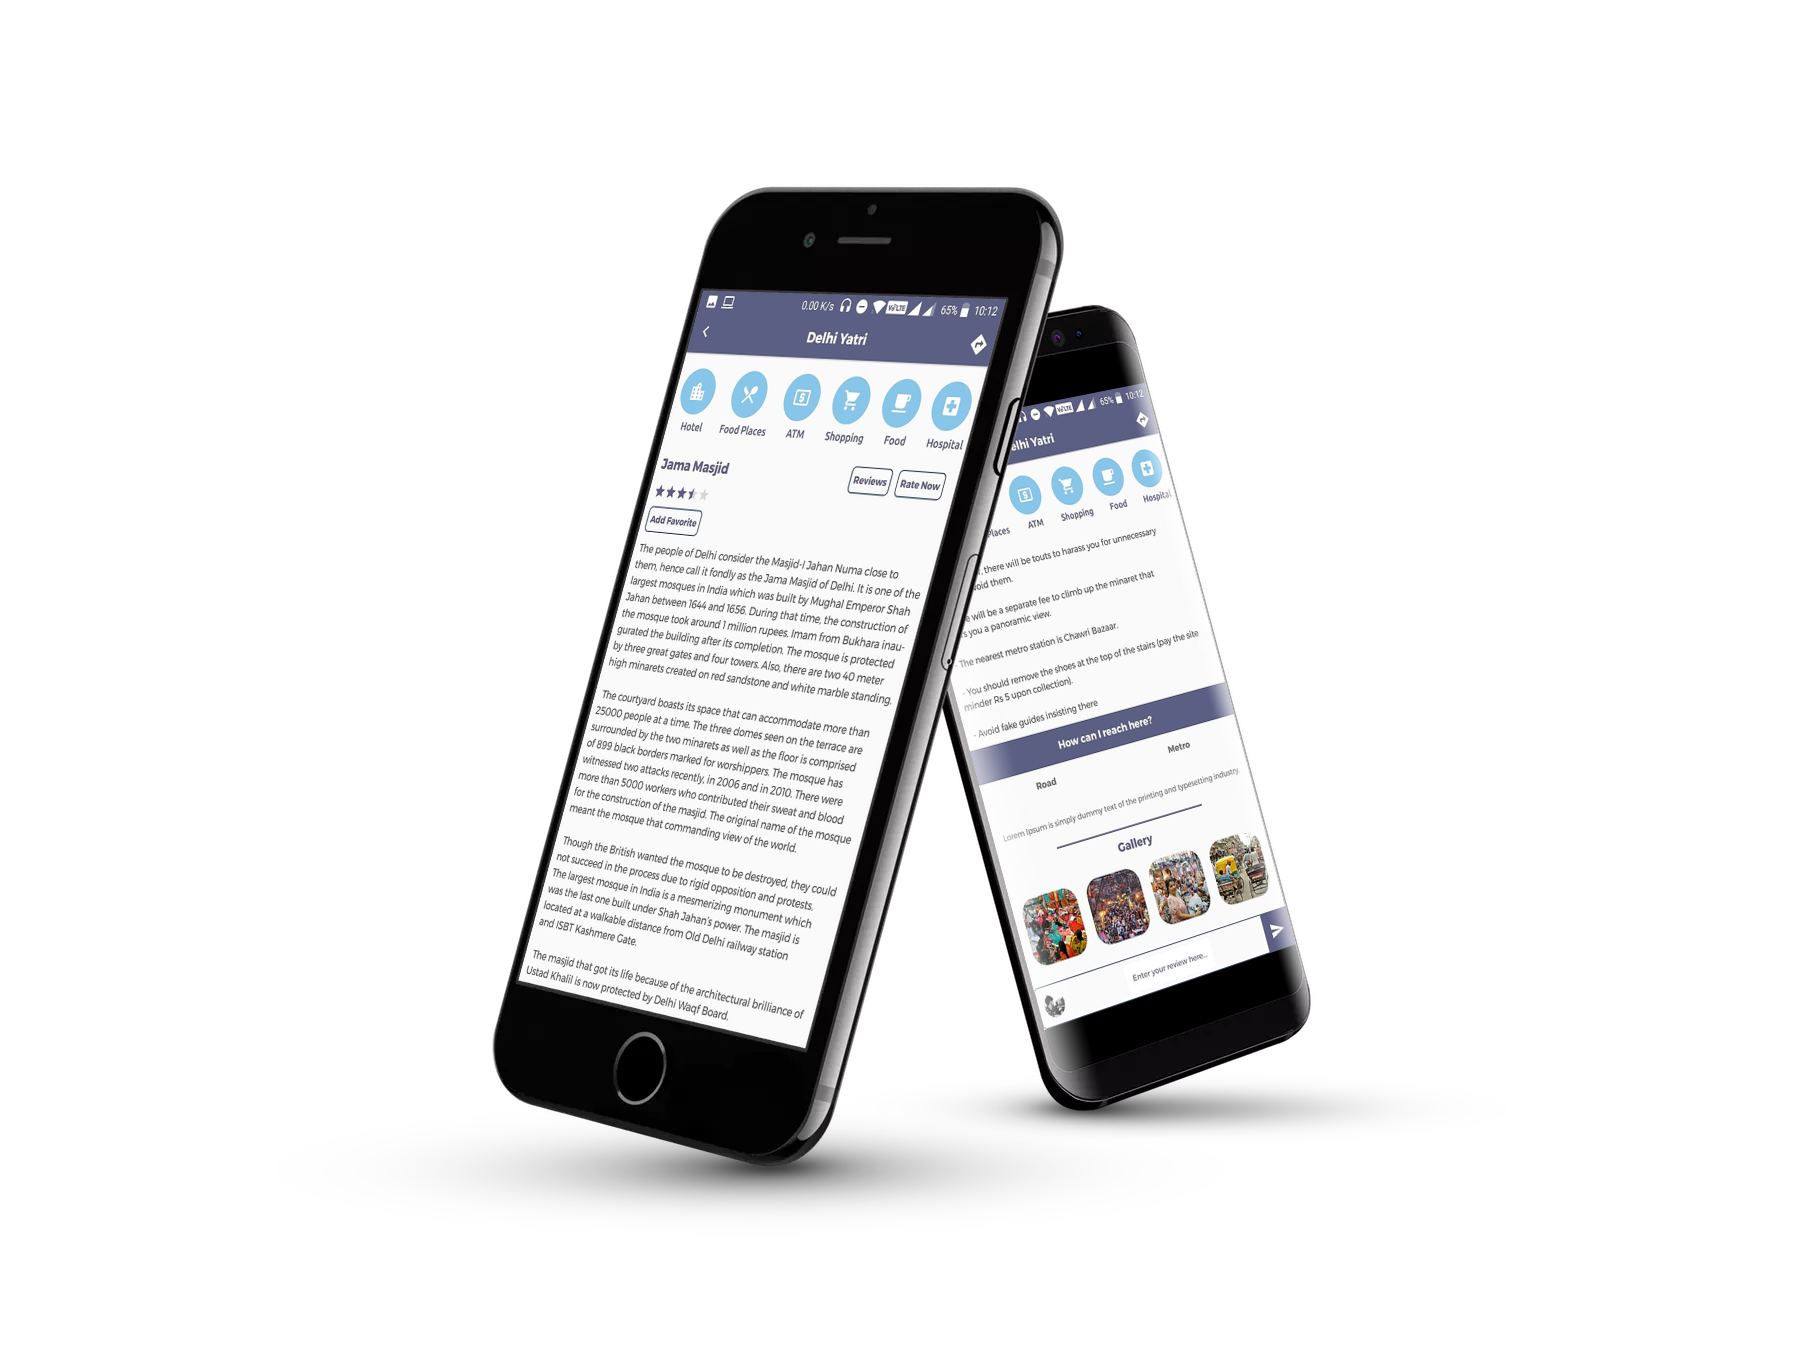 0.00 K/s VoLTE 65% 10:12
Delhi Yatri
Hotel Food Places ATM Shopping Food Hospital
Jama Masjid
Reviews Rate Now
Add Favorite
The people of Delhi consider the Masjid-I Jahan Numa close to
them, hence call it fondly as the Jama Masjid of Delhi. It is one of the
largest mosques in India which was built by Mughal Emperor Shah
Jahan between 1644 and 1656. During that time, the construction of
the mosque took around 1 million rupees. Imam from Bukhara inau-
gurated the building after its completion. The mosque is protected
by three great gates and four towers. Also, there are two 40 meter
high minarets created on red sandstone and white marble standing.
The courtyard boasts its space that can accommodate more than
25000 people at a time. The three domes seen on the terrace are
surrounded by the two minarets as well as the floor is comprised
of 899 black borders marked for worshippers. The mosque has
witnessed two attacks recently, in 2006 and in 2010. There were
more than 5000 workers who contributed their sweat and blood
for the construction of the masjid. The original name of the mosque
meant the mosque that commanding view of the world.
Though the British wanted the mosque to be destroyed, they could
not succeed in the process due to rigid opposition and protests.
The largest mosque in India is a mesmerizing monument which
was the last one built under Shah Jahan's power. The masjid is
located at a walkable distance from Old Delhi railway station
and ISBT Kashmere Gate.
The masjid that got its life because of the architectural brilliance of
Ustad Khalil is now protected by Delhi Waqf Board.
VoLTE 65% 10:12
elhi Yatri
Places ATM Shopping Food Hospital
, there will be touts to harass you for unnecessary
void them.
e will be a separate fee to climb up the minaret that
s you a panoramic view.
- The nearest metro station is Chawri Bazaar.
- You should remove the shoes at the top of the stairs (pay the site
minder Rs 5 upon collection).
- Avoid fake guides insisting there
How can I reach here?
Road Metro
Lorem Ipsum is simply dummy text of the printing and typesetting industry.
Gallery
Enter your review here...